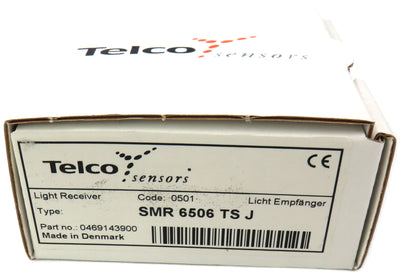 Telco
sensors
Telco
sensors
CE
Light Receiver Code: 0501 Licht Empfänger
Type: SMR 6506 TS J
Part no.: 0469143900
Made in Denmark